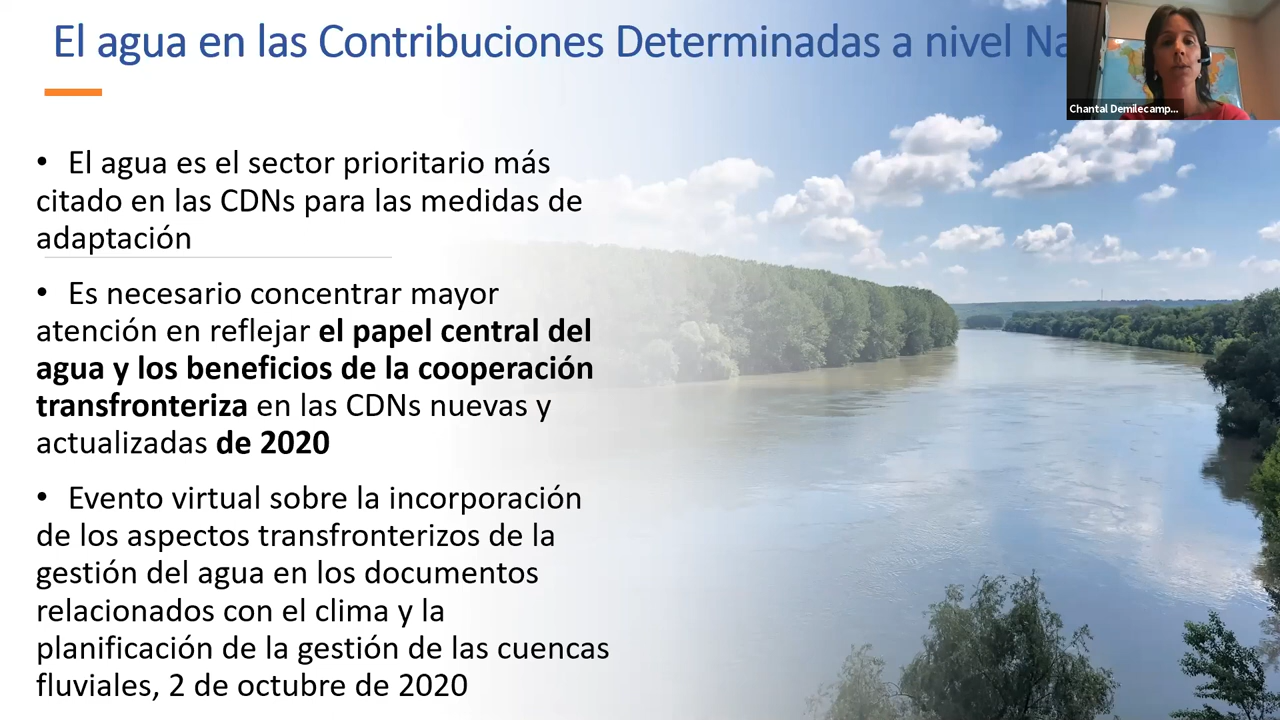 El agua en las Contribuciones Determinadas a nivel Na
Chantal Demilecamp...
• El agua es el sector prioritario más
citado en las CDNs para las medidas de
adaptación
• Es necesario concentrar mayor
atención en reflejar el papel central del
agua y los beneficios de la cooperación
transfronteriza en las CDNs nuevas y
actualizadas de 2020
• Evento virtual sobre la incorporación
de los aspectos transfronterizos de la
gestión del agua en los documentos
relacionados con el clima y la
planificación de la gestión de las cuencas
fluviales, 2 de octubre de 2020